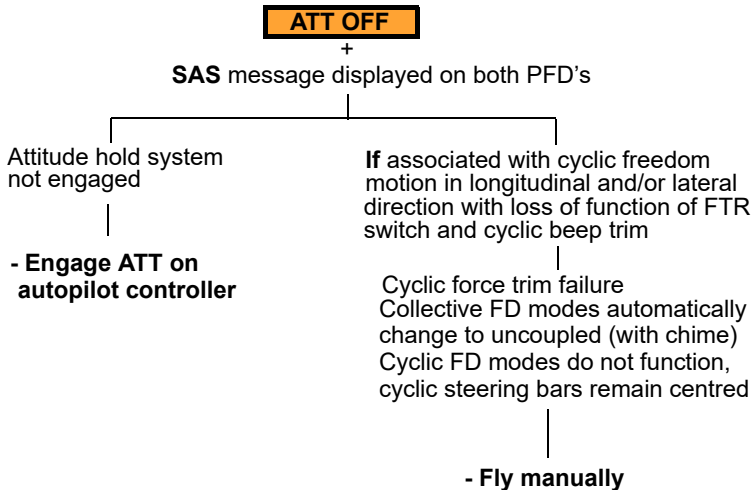 ATT OFF
+
SAS message displayed on both PFD's
Attitude hold system
not engaged
- Engage ATT on
autopilot controller
If associated with cyclic freedom
motion in longitudinal and/or lateral
direction with loss of function of FTR
switch and cyclic beep trim
Cyclic force trim failure
Collective FD modes automatically
change to uncoupled (with chime)
Cyclic FD modes do not function,
cyclic steering bars remain centred
- Fly manually